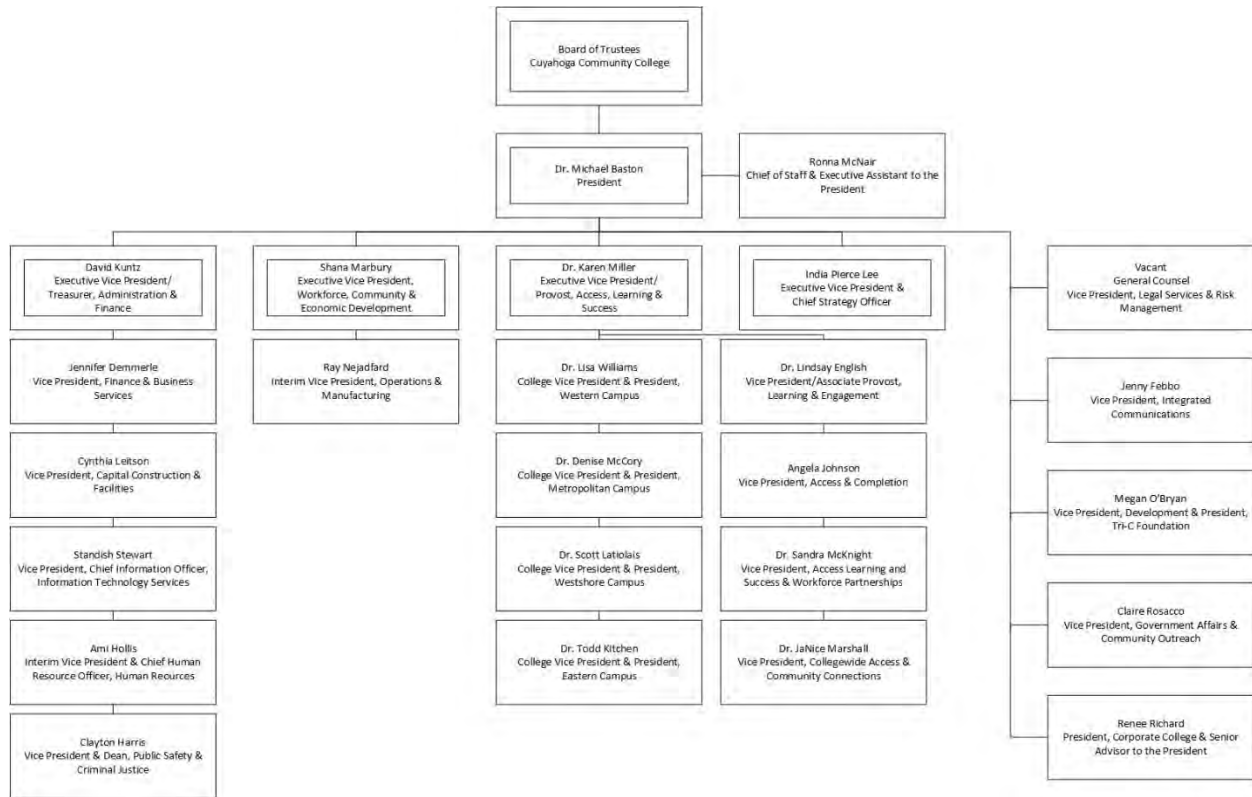 Board of Trustees
Cuyahoga Community College
Dr. Michael Baston
President
Ronna McNair
Chief of Staff & Executive Assistant to the
President
David Kuntz
Executive Vice President/
Treasurer, Administration &
Finance
Shana Marbury
Executive Vice President,
Workforce, Community &
Economic Development
Dr. Karen Miller
Executive Vice President/
Provost, Access, Learning &
Success
India Pierce Lee
Executive Vice President &
Chief Strategy Officer
Vacant
General Counsel
Vice President, Legal Services & Risk
Management
Jennifer Demmerle
Vice President, Finance & Business
Services
Ray Nejadfard
Interim Vice President, Operations &
Manufacturing
Dr. Lisa Williams
College Vice President & President,
Western Campus
Dr. Lindsay English
Vice President/Associate Provost,
Learning & Engagement
Jenny Febbo
Vice President, Integrated
Communications
Cynthia Leitson
Vice President, Capital Construction &
Facilities
Dr. Denise McCory
College Vice President & President,
Metropolitan Campus
Angela Johnson
Vice President, Access & Completion
Megan O'Bryan
Vice President, Development & President,
Tri-C Foundation
Standish Stewart
Vice President, Chief Information Officer,
Information Technology Services
Dr. Scott Latiolais
College Vice President & President,
Westshore Campus
Dr. Sandra McKnight
Vice President, Access Learning and
Success & Workforce Partnerships
Claire Rosacco
Vice President, Government Affairs &
Community Outreach
Ami Hollis
Interim Vice President & Chief Human
Resource Officer, Human Recources
Dr. Todd Kitchen
College Vice President & President,
Eastern Campus
Dr. JaNice Marshall
Vice President, Collegewide Access &
Community Connections
Renee Richard
President, Corporate College & Senior
Advisor to the President
Clayton Harris
Vice President & Dean, Public Safety &
Criminal Justice